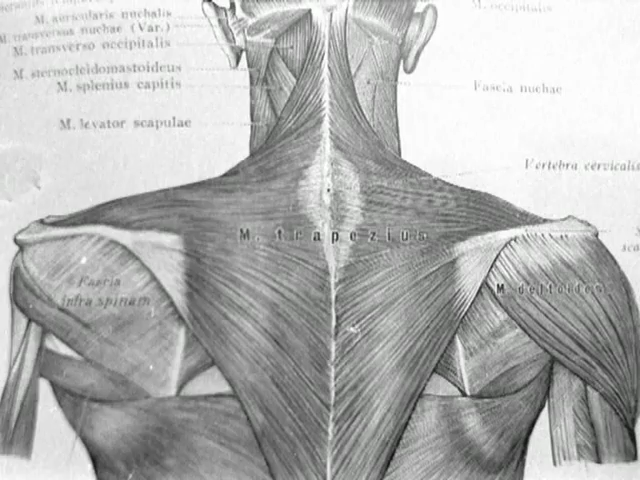 M. auricularis nuchalis
M. transversus nuchae (Var.)
M. transverso occipitalis
M. sternocleidomastoideus
M. splenius capitis
M. levator scapulae
M. occipitalis
Fascia nuchae
Vertebra cervicalis
M. trapezius
Fascia
infra spinam
M. deltoides